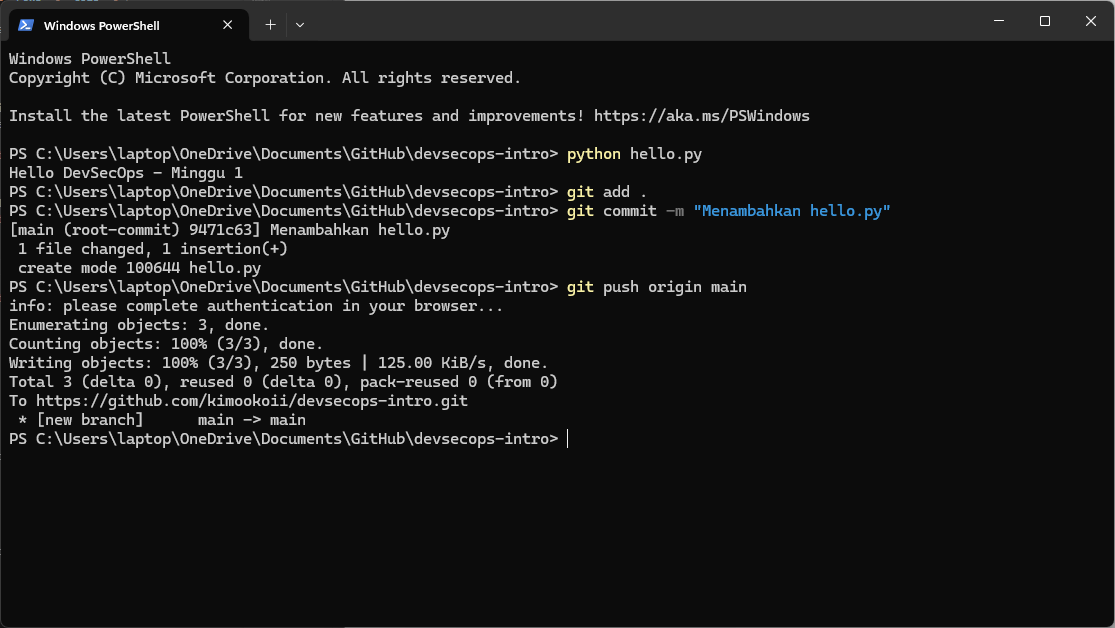 Windows PowerShell
Windows PowerShell
Copyright (C) Microsoft Corporation. All rights reserved.
Install the latest PowerShell for new features and improvements! https://aka.ms/PSWindows
PS C:\Users\laptop\OneDrive\Documents\GitHub\devsecops-intro> python hello.py
Hello DevSecOps - Minggu 1
PS C:\Users\laptop\OneDrive\Documents\GitHub\devsecops-intro> git add .
PS C:\Users\laptop\OneDrive\Documents\GitHub\devsecops-intro> git commit -m "Menambahkan hello.py"
[main (root-commit) 9471c63] Menambahkan hello.py
 1 file changed, 1 insertion(+)
 create mode 100644 hello.py
PS C:\Users\laptop\OneDrive\Documents\GitHub\devsecops-intro> git push origin main
info: please complete authentication in your browser...
Enumerating objects: 3, done.
Counting objects: 100% (3/3), done.
Writing objects: 100% (3/3), 250 bytes | 125.00 KiB/s, done.
Total 3 (delta 0), reused 0 (delta 0), pack-reused 0 (from 0)
To https://github.com/kimookoii/devsecops-intro.git
 * [new branch]      main -> main
PS C:\Users\laptop\OneDrive\Documents\GitHub\devsecops-intro>